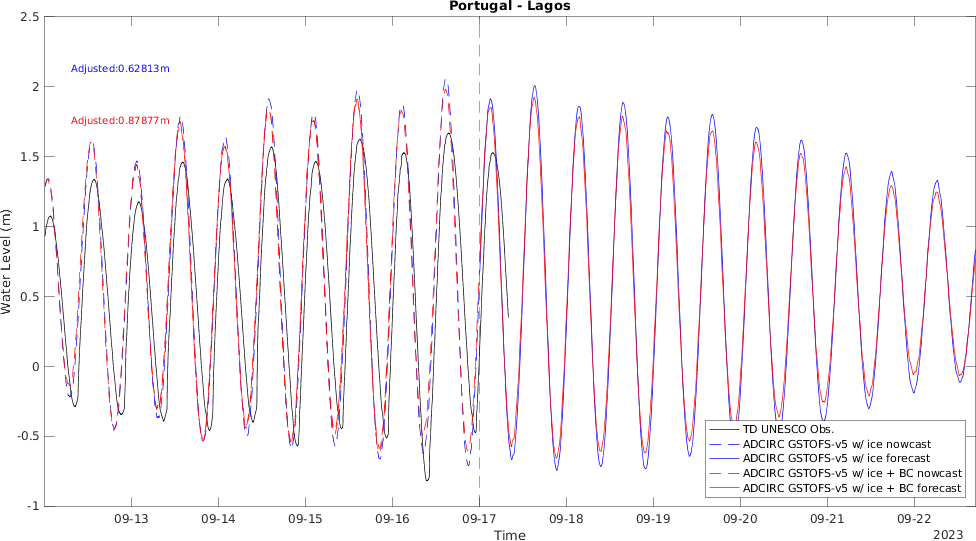 Portugal - Lagos
2.5
2
1.5
1
0.5
0
-0.5
-1
Water Level (m)
Adjusted:0.62813m
Adjusted:0.87877m
TD UNESCO Obs.
ADCIRC GSTOFS-v5 w/ ice nowcast
ADCIRC GSTOFS-v5 w/ ice forecast
ADCIRC GSTOFS-v5 w/ ice + BC nowcast
ADCIRC GSTOFS-v5 w/ ice + BC forecast
09-13 09-14 09-15 09-16 09-17 09-18 09-19 09-20 09-21 09-22
Time
2023